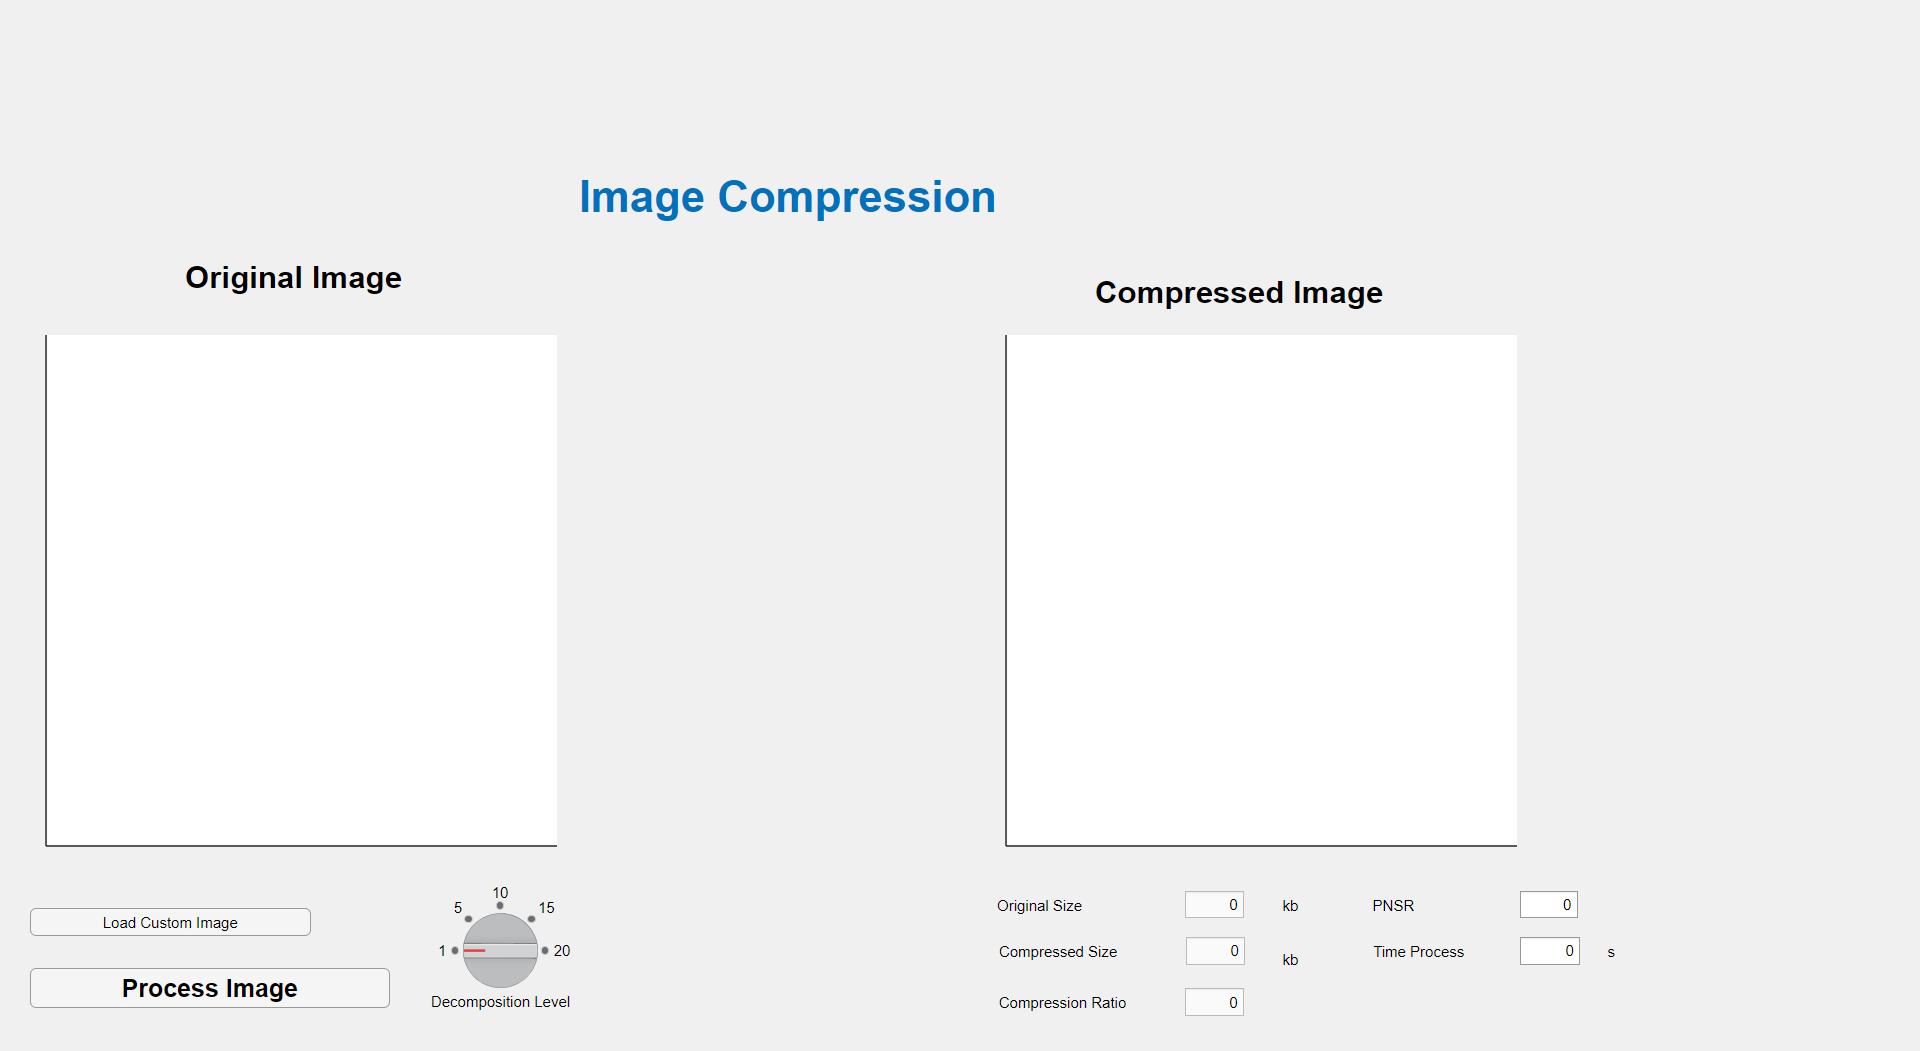 Image Compression
Original Image
Compressed Image
Load Custom Image
Process Image
10
5
15
1
20
Decomposition Level
Original Size 0 kb
PNSR 0
Compressed Size 0 kb
Time Process 0 s
Compression Ratio 0